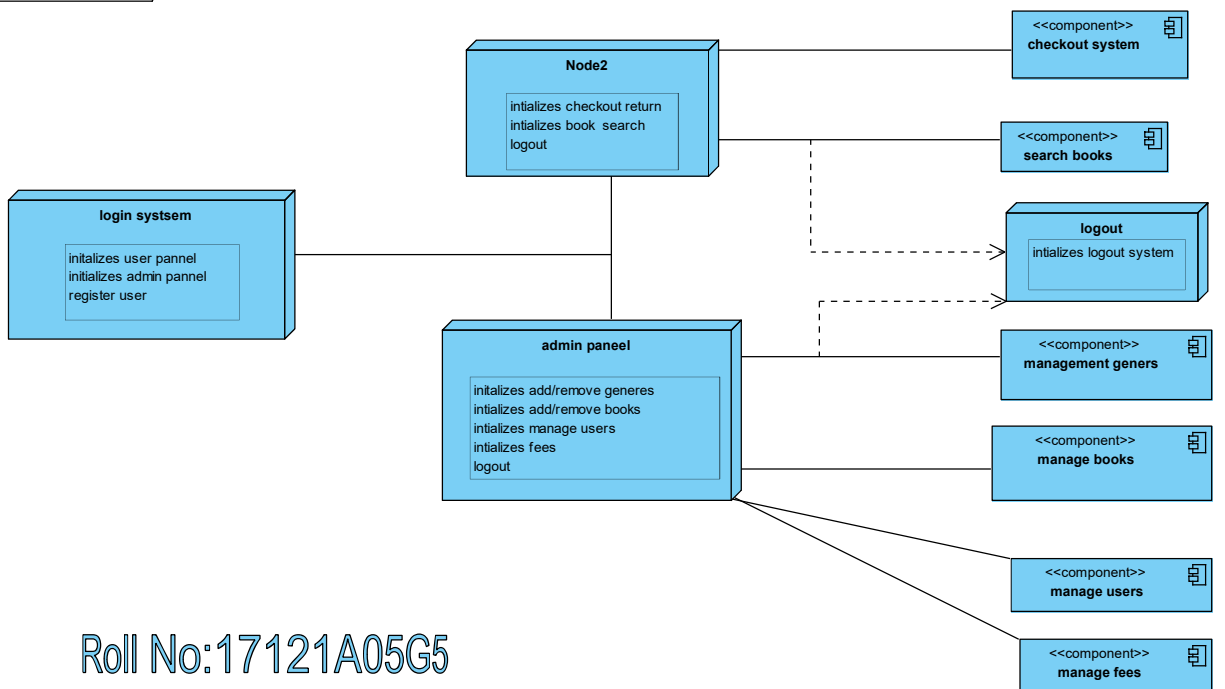 <<component>>
checkout system
Node2
intializes checkout return
intializes book search
logout
<<component>>
search books
login systsem
initalizes user pannel
initializes admin pannel
register user
logout
intializes logout system
admin paneel
initalizes add/remove generes
intializes add/remove books
intializes manage users
intializes fees
logout
<<component>>
management geners
<<component>>
manage books
<<component>>
manage users
<<component>>
manage fees
Roll No:17121A05G5